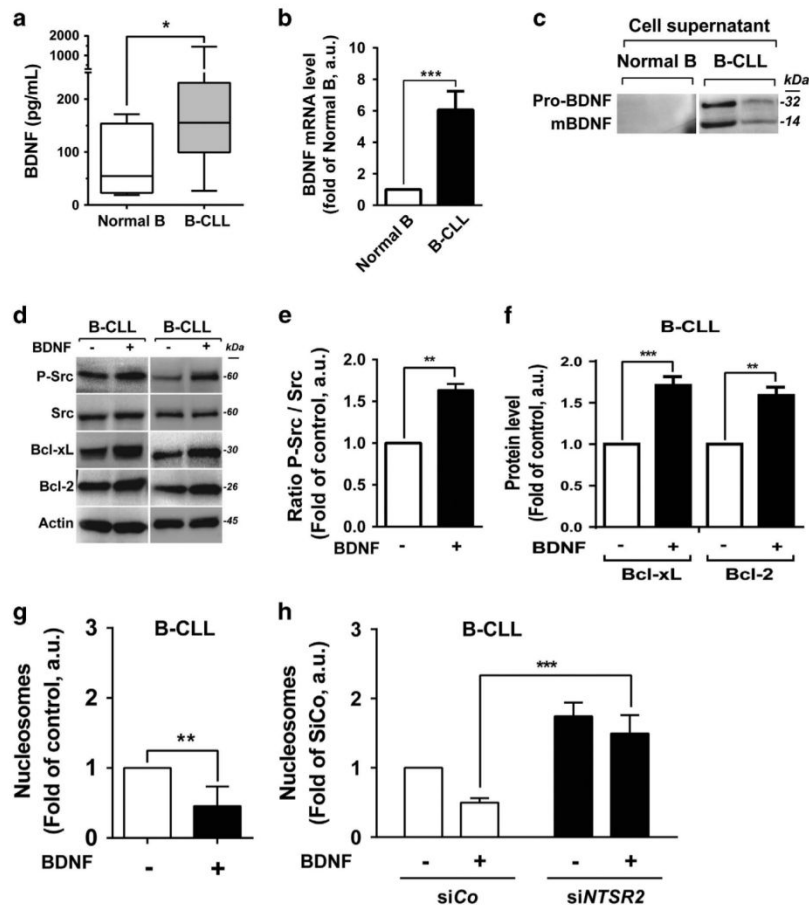 a
*
2000
1000
200
100
0
BDNF (pg/mL)
Normal B B-CLL
b
***
10
8
6
4
2
0
BDNF mRNA level
(fold of Normal B, a.u.)
Normal B
B-CLL
c
Cell supernatant
Normal B B-CLL
kDa
Pro-BDNF -32
mBDNF -14
d
B-CLL B-CLL
BDNF - + - + kDa
P-Src -60
Src -60
Bcl-xL -30
Bcl-2 -26
Actin -45
e
**
2.0
1.5
1.0
0.5
0.0
Ratio P-Src / Src
(Fold of control, a.u.)
BDNF - +
f
B-CLL
*** **
2.0
1.5
1.0
0.5
0.0
Protein level
(Fold of control, a.u.)
BDNF - + - +
Bcl-xL Bcl-2
g
B-CLL
**
3
2
1
0
Nucleosomes
(Fold of control, a.u.)
BDNF - +
h
B-CLL
***
3
2
1
0
Nucleosomes
(Fold of SiCo, a.u.)
BDNF - + - +
siCo siNTSR2